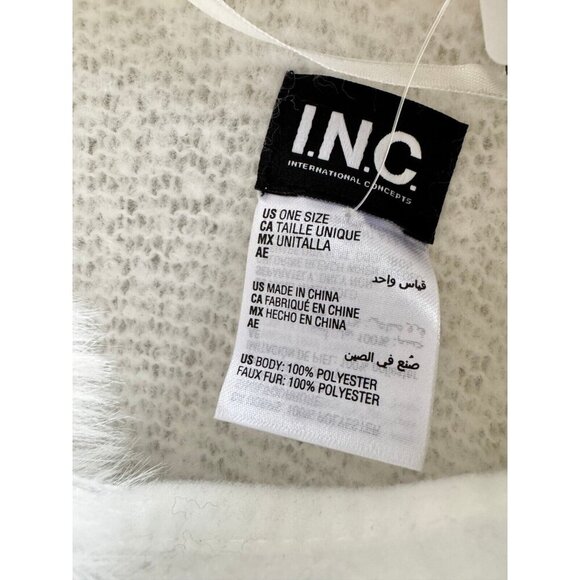 I.N.C.
INTERNATIONAL CONCEPTS
US ONE SIZE
CA TAILLE UNIQUE
MX UNITALLA
AE قياس واحد
US MADE IN CHINA
CA FABRIQUÉ EN CHINE
MX HECHO EN CHINA
AE صُنع في الصين
US BODY: 100% POLYESTER
FAUX FUR: 100% POLYESTER